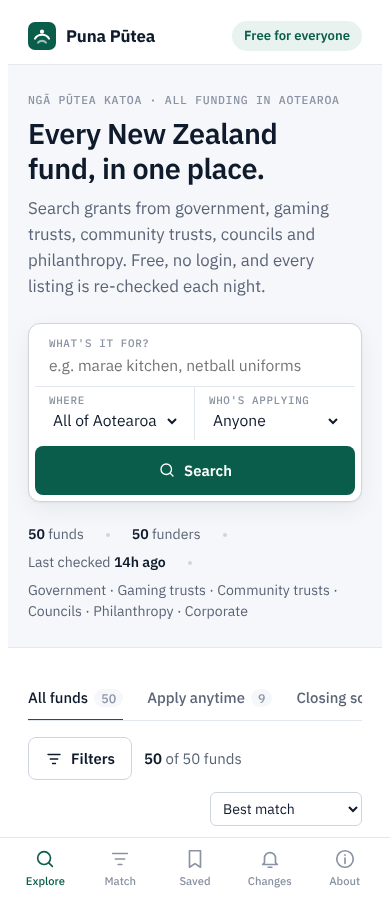 Puna Pūtea
Free for everyone
NGĀ PŪTEA KATOA · ALL FUNDING IN AOTEAROA
Every New Zealand
fund, in one place.
Search grants from government, gaming
trusts, community trusts, councils and
philanthropy. Free, no login, and every
listing is re-checked each night.
WHAT'S IT FOR?
e.g. marae kitchen, netball uniforms
WHERE
All of Aotearoa
WHO'S APPLYING
Anyone
Search
50 funds · 50 funders ·
Last checked 14h ago ·
Government · Gaming trusts · Community trusts ·
Councils · Philanthropy · Corporate
All funds 50 Apply anytime 9 Closing so
Filters 50 of 50 funds
Best match
Explore Match Saved Changes About